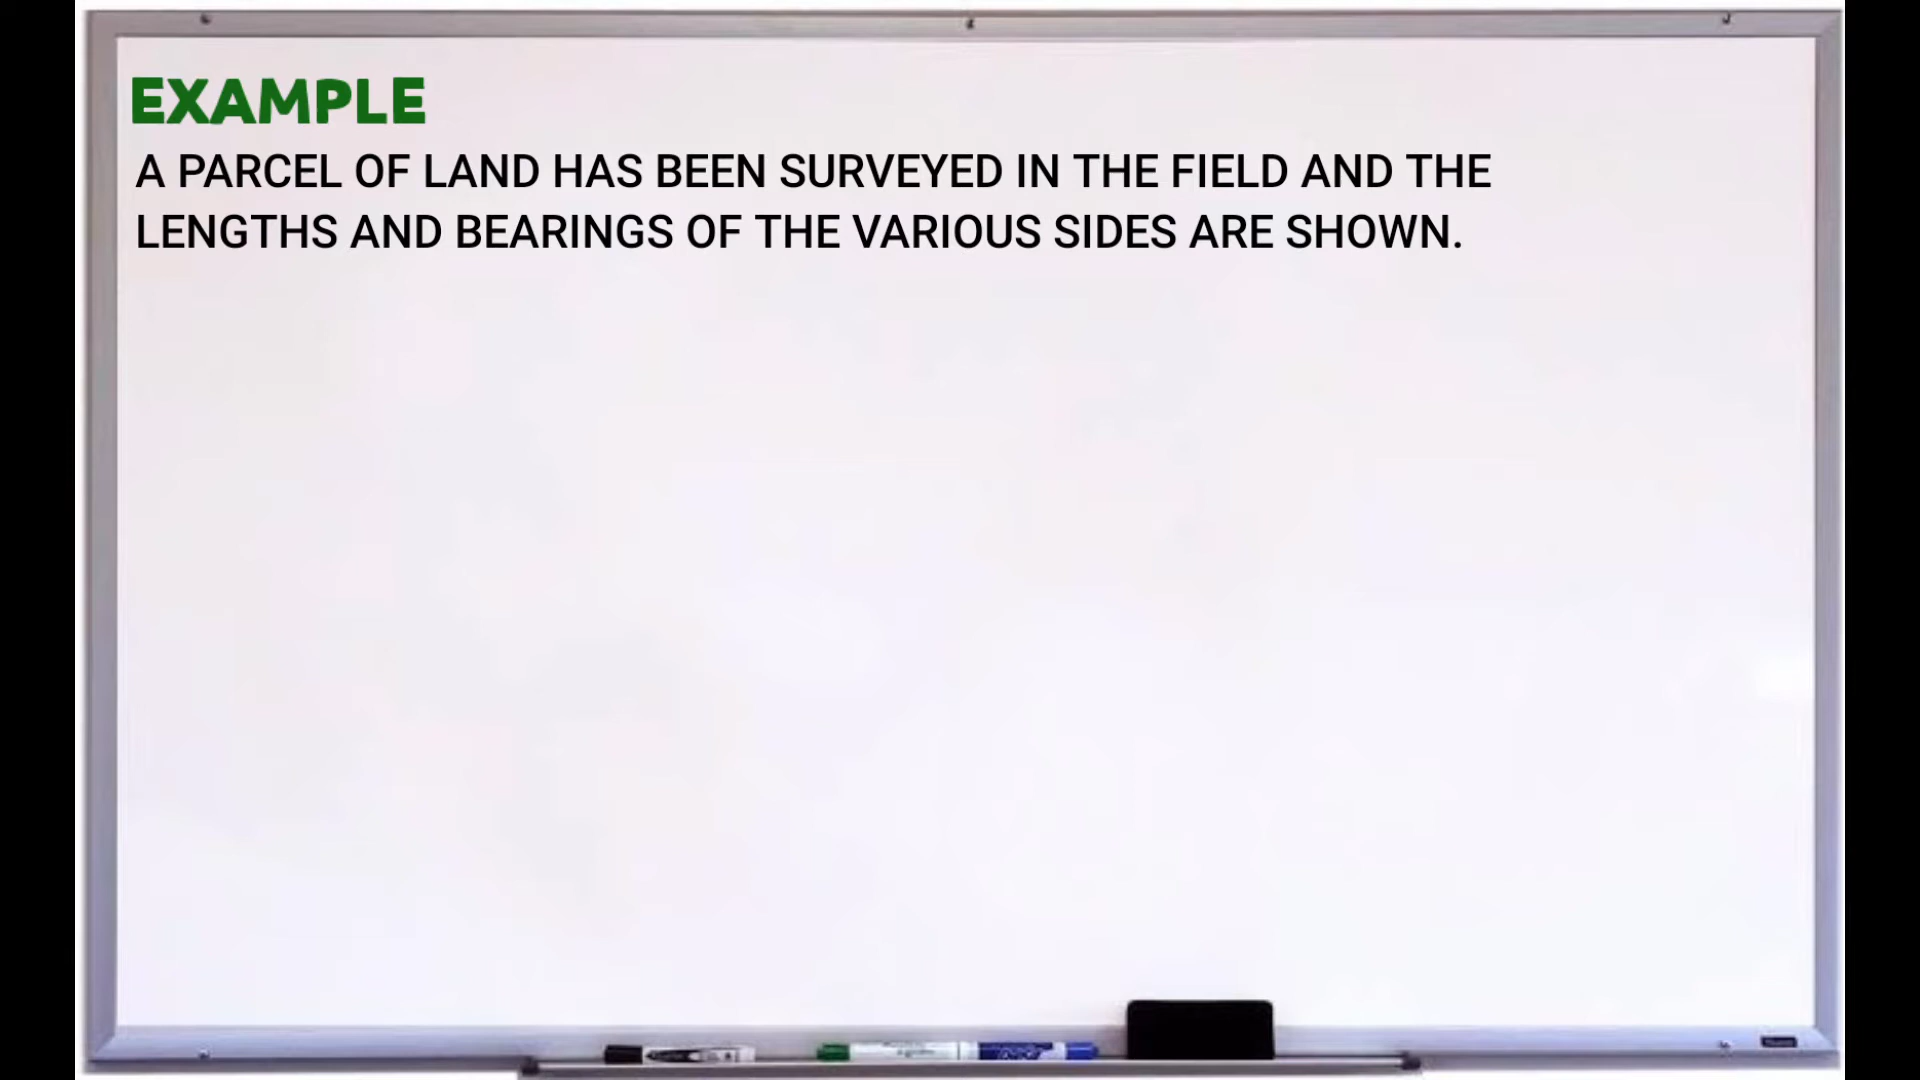 EXAMPLE
A PARCEL OF LAND HAS BEEN SURVEYED IN THE FIELD AND THE
LENGTHS AND BEARINGS OF THE VARIOUS SIDES ARE SHOWN.